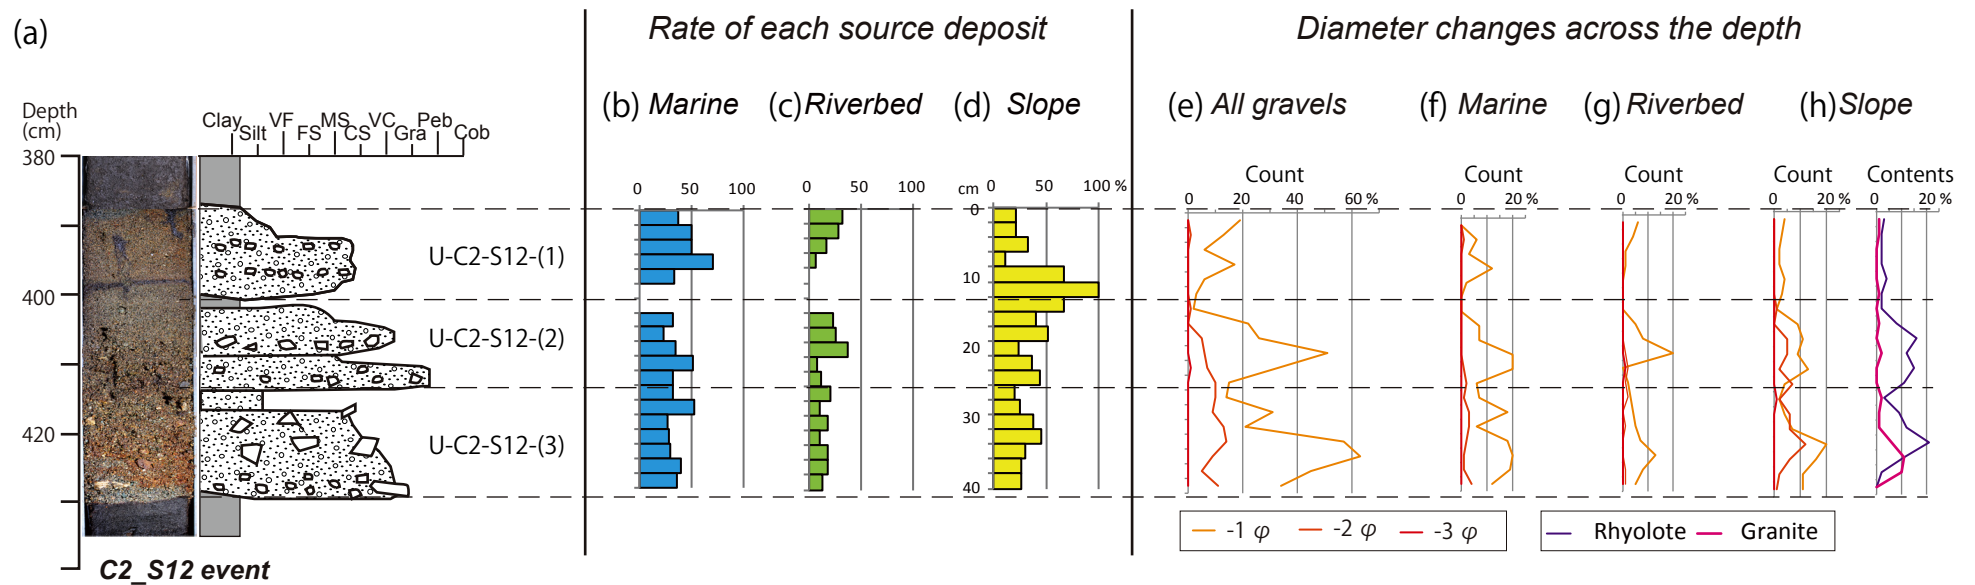 (a)
Rate of each source deposit
Diameter changes across the depth
(b) Marine
(c) Riverbed
(d) Slope
(e) All gravels
(f) Marine
(g) Riverbed
(h) Slope
Depth
(cm)
Clay
Silt
VF
FS
MS
CS
VC
Gra
Peb
Cob
380
400
420
0 50 100
0 50 100
cm
0 50 100 %
0
10
20
30
40
Count
0 20 40 60 %
Count
0 20 %
Count
0 20 %
Count
0 20 %
Contents
0 20 %
U-C2-S12-(1)
U-C2-S12-(2)
U-C2-S12-(3)
-1 φ -2 φ -3 φ
Rhyolote Granite
C2_S12 event